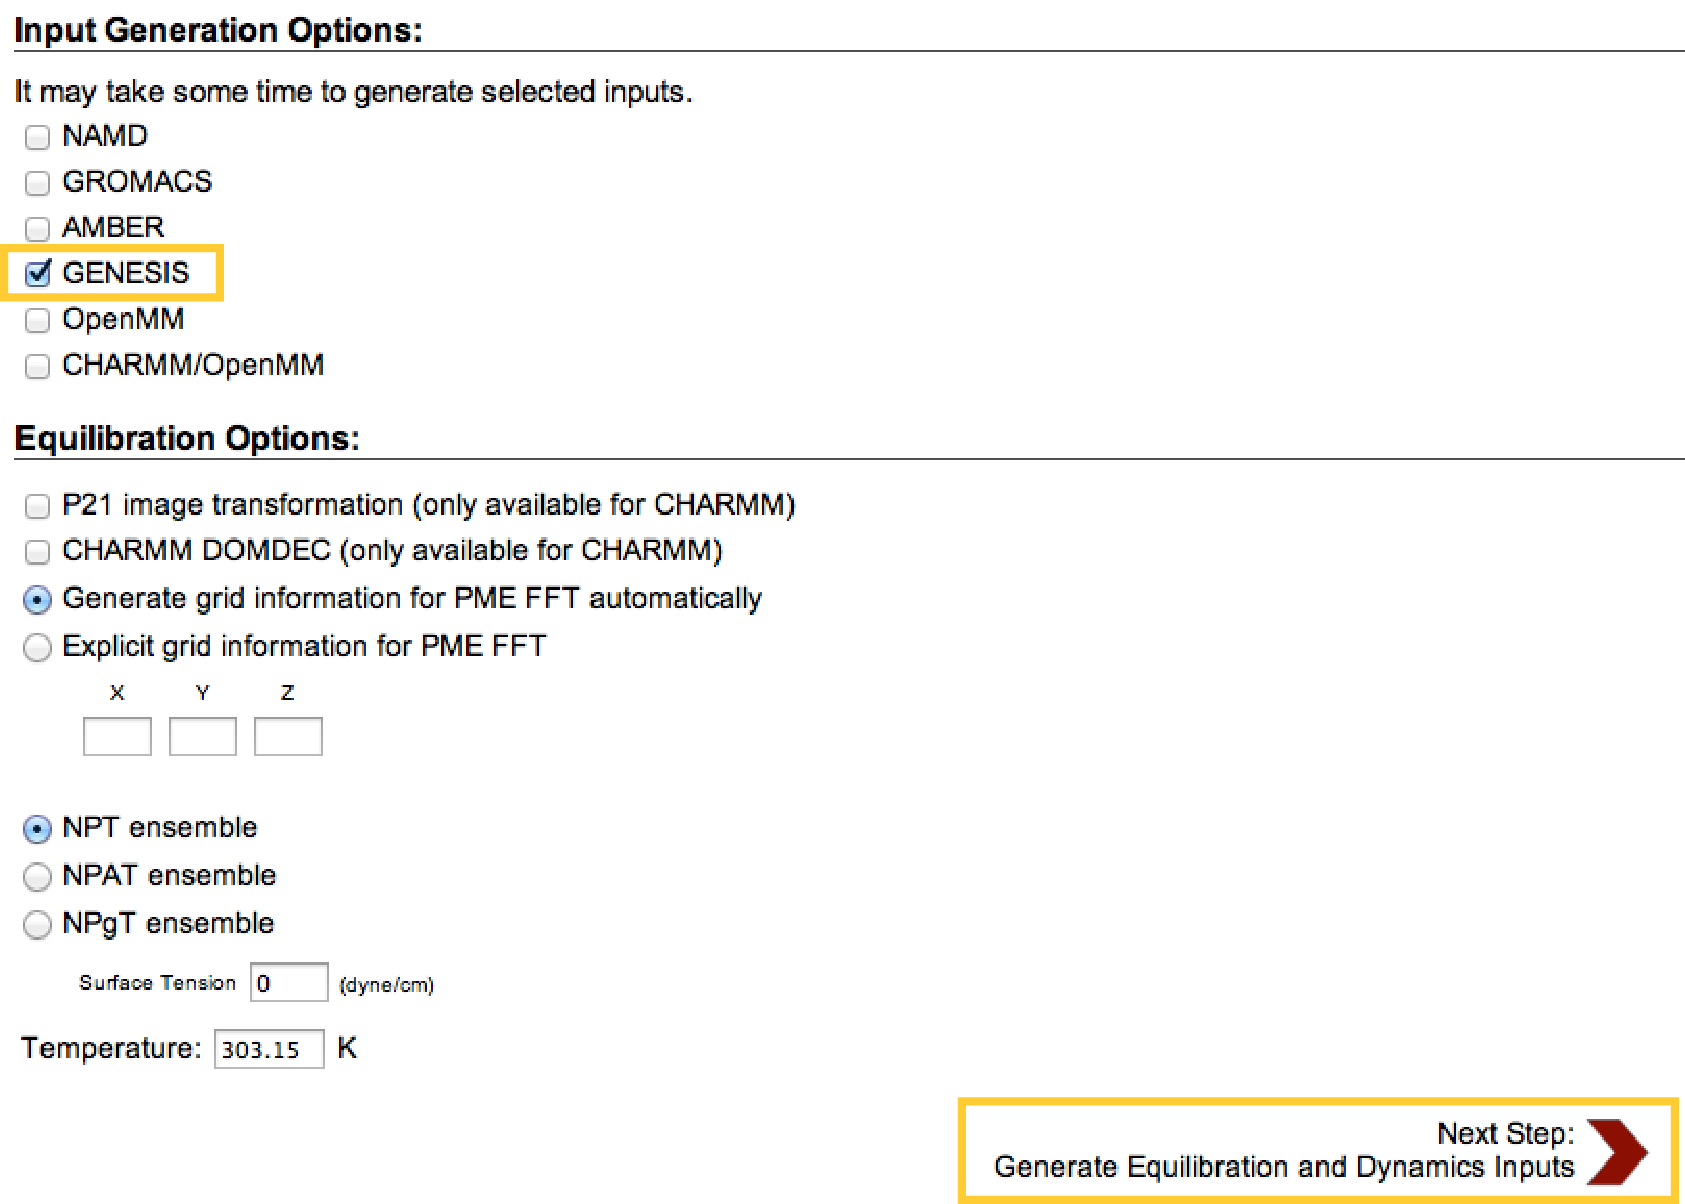 Input Generation Options:
It may take some time to generate selected inputs.
NAMD
GROMACS
AMBER
GENESIS
OpenMM
CHARMM/OpenMM
Equilibration Options:
P21 image transformation (only available for CHARMM)
CHARMM DOMDEC (only available for CHARMM)
Generate grid information for PME FFT automatically
Explicit grid information for PME FFT
X Y Z
NPT ensemble
NPAT ensemble
NPgT ensemble
Surface Tension 0 (dyne/cm)
Temperature: 303.15 K
Next Step:
Generate Equilibration and Dynamics Inputs